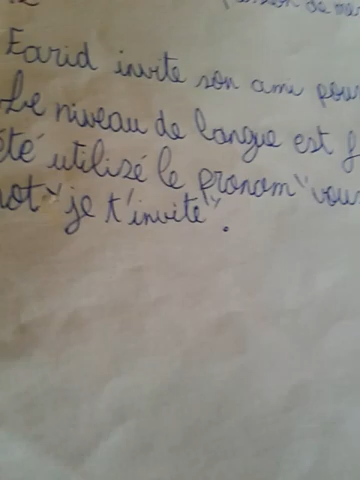 Farid invite son ami pour
Le niveau de langue est f
été utilisé le pronom "vous
mot "je t'invite".